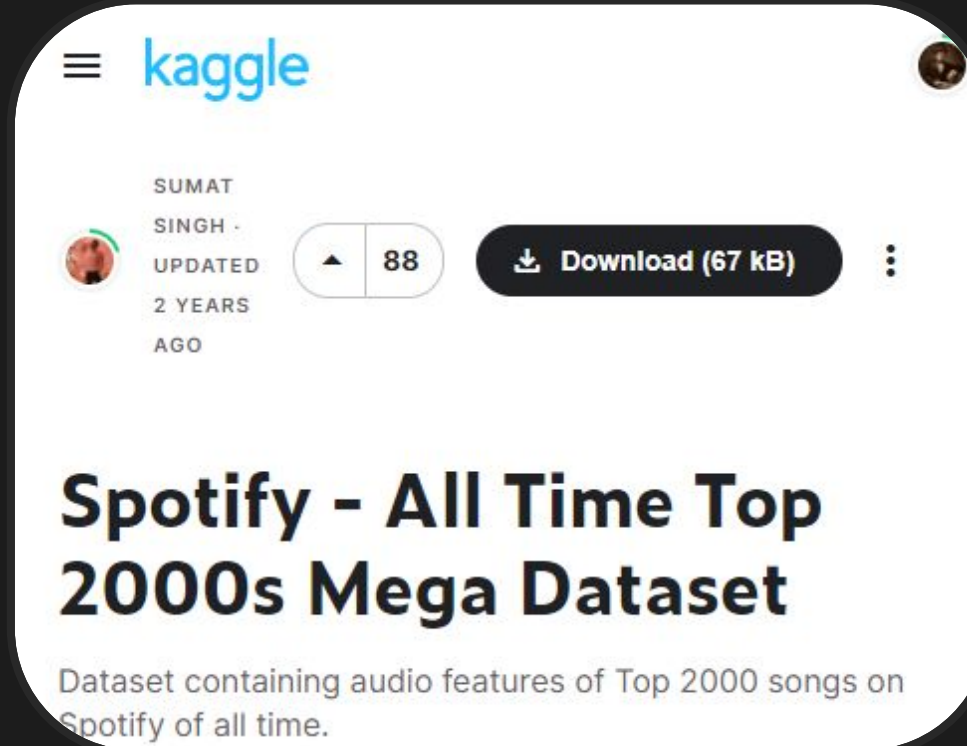 kaggle
SUMAT
SINGH ·
UPDATED
2 YEARS
AGO
88
Download (67 kB)
Spotify - All Time Top
2000s Mega Dataset
Dataset containing audio features of Top 2000 songs on
Spotify of all time.